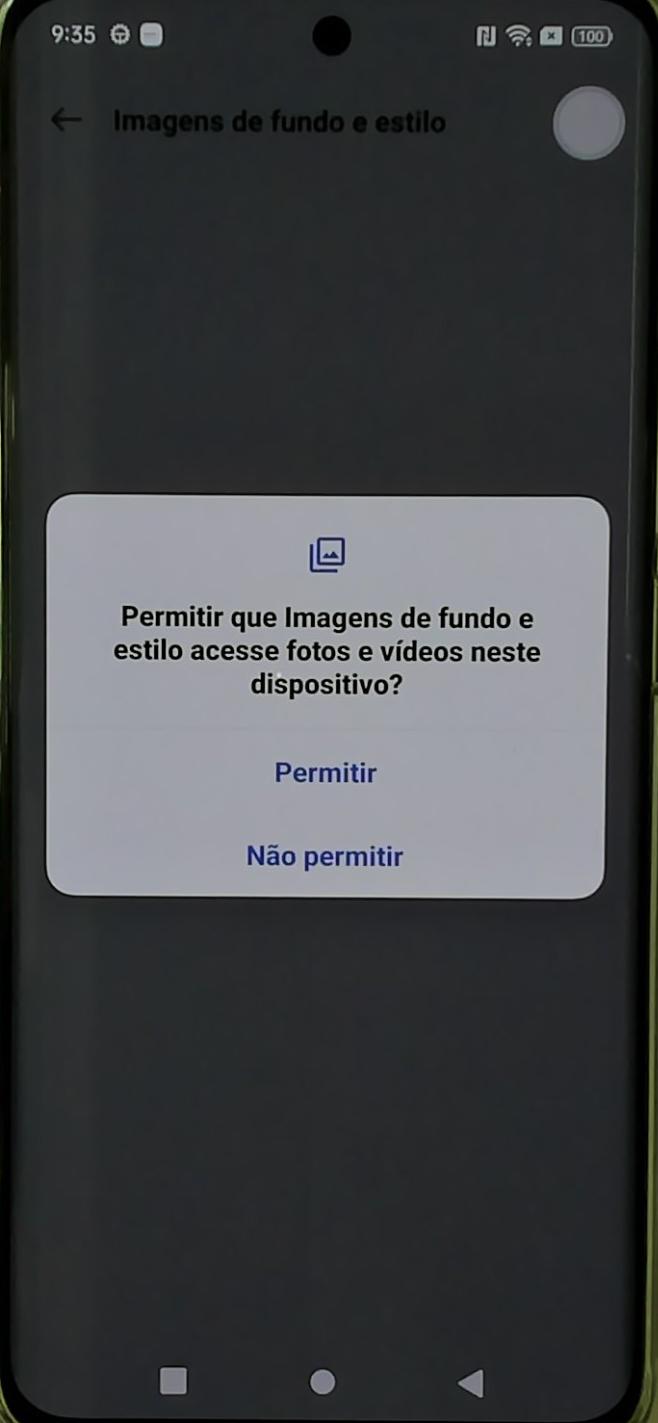 9:35 100
Imagens de fundo e estilo
Permitir que Imagens de fundo e
estilo acesse fotos e vídeos neste
dispositivo?
Permitir
Não permitir